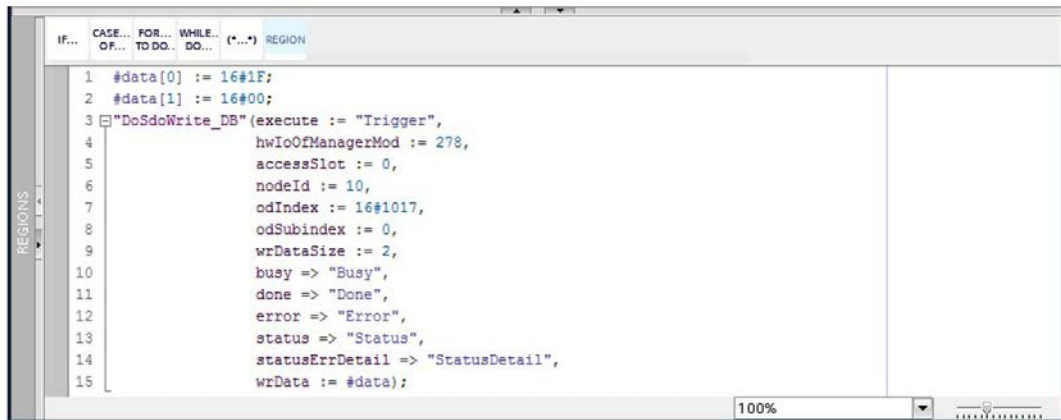 IF...
CASE... OF...
FOR... TO DO..
WHILE.. DO...
(*...*)
REGION
REGIONS
1 #data[0] := 16#1F;
2 #data[1] := 16#00;
3 "DoSdoWrite_DB"(execute := "Trigger",
4 hwIoOfManagerMod := 278,
5 accessSlot := 0,
6 nodeId := 10,
7 odIndex := 16#1017,
8 odSubindex := 0,
9 wrDataSize := 2,
10 busy => "Busy",
11 done => "Done",
12 error => "Error",
13 status => "Status",
14 statusErrDetail => "StatusDetail",
15 wrData := #data);
100%